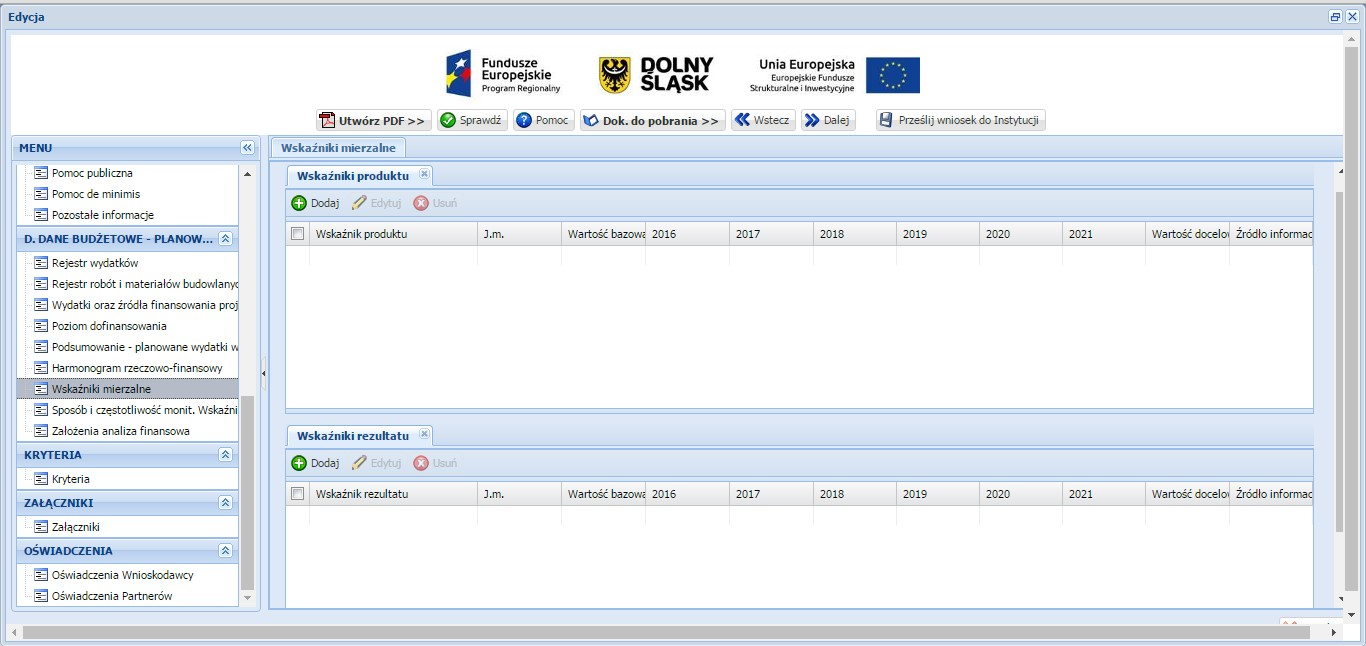 Edycja
Fundusze
Europejskie
Program Regionalny
DOLNY
ŚLĄSK
Unia Europejska
Europejskie Fundusze
Strukturalne i Inwestycyjne
Utwórz PDF >> Sprawdź Pomoc Dok. do pobrania >> Wstecz Dalej Prześlij wniosek do Instytucji
MENU
Pomoc publiczna
Pomoc de minimis
Pozostałe informacje
D. DANE BUDŻETOWE - PLANOW...
Rejestr wydatków
Rejestr robót i materiałów budowlanyc
Wydatki oraz źródła finansowania proj
Poziom dofinansowania
Podsumowanie - planowane wydatki w
Harmonogram rzeczowo-finansowy
Wskaźniki mierzalne
Sposób i częstotliwość monit. Wskaźni
Założenia analiza finansowa
KRYTERIA
Kryteria
ZAŁĄCZNIKI
Załączniki
OŚWIADCZENIA
Oświadczenia Wnioskodawcy
Oświadczenia Partnerów
Wskaźniki mierzalne
Wskaźniki produktu
Dodaj Edytuj Usuń
Wskaźnik produktu J.m. Wartość bazowa 2016 2017 2018 2019 2020 2021 Wartość docelow Źródło informac
Wskaźniki rezultatu
Dodaj Edytuj Usuń
Wskaźnik rezultatu J.m. Wartość bazowa 2016 2017 2018 2019 2020 2021 Wartość docelow Źródło informac